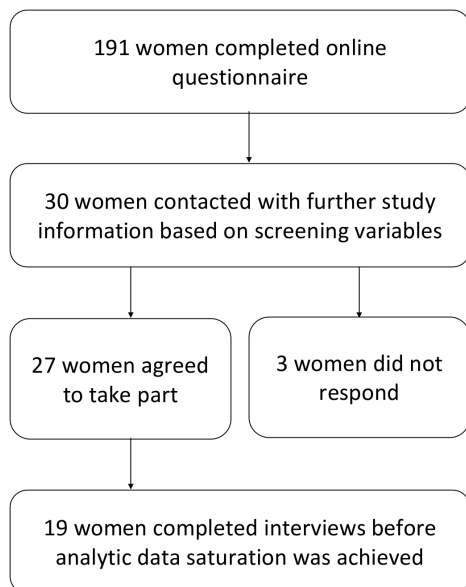 191 women completed online
questionnaire
30 women contacted with further study
information based on screening variables
27 women agreed
to take part
3 women did not
respond
19 women completed interviews before
analytic data saturation was achieved